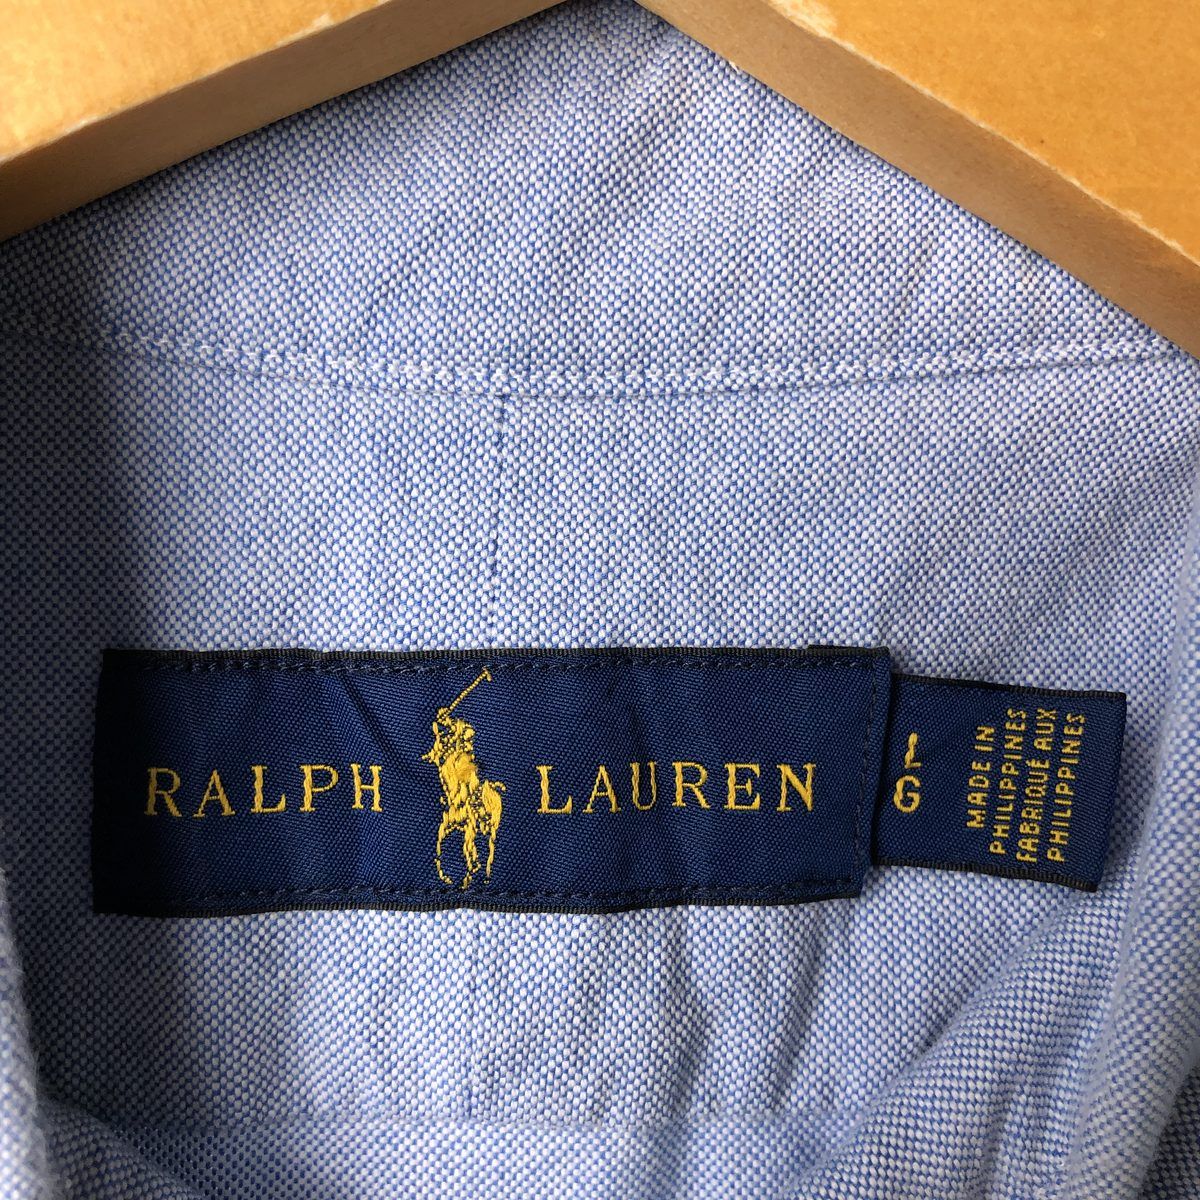 RALPH LAUREN
L
G
MADE IN
PHILIPPINES
FABRIQUÉ AUX
PHILIPPINES